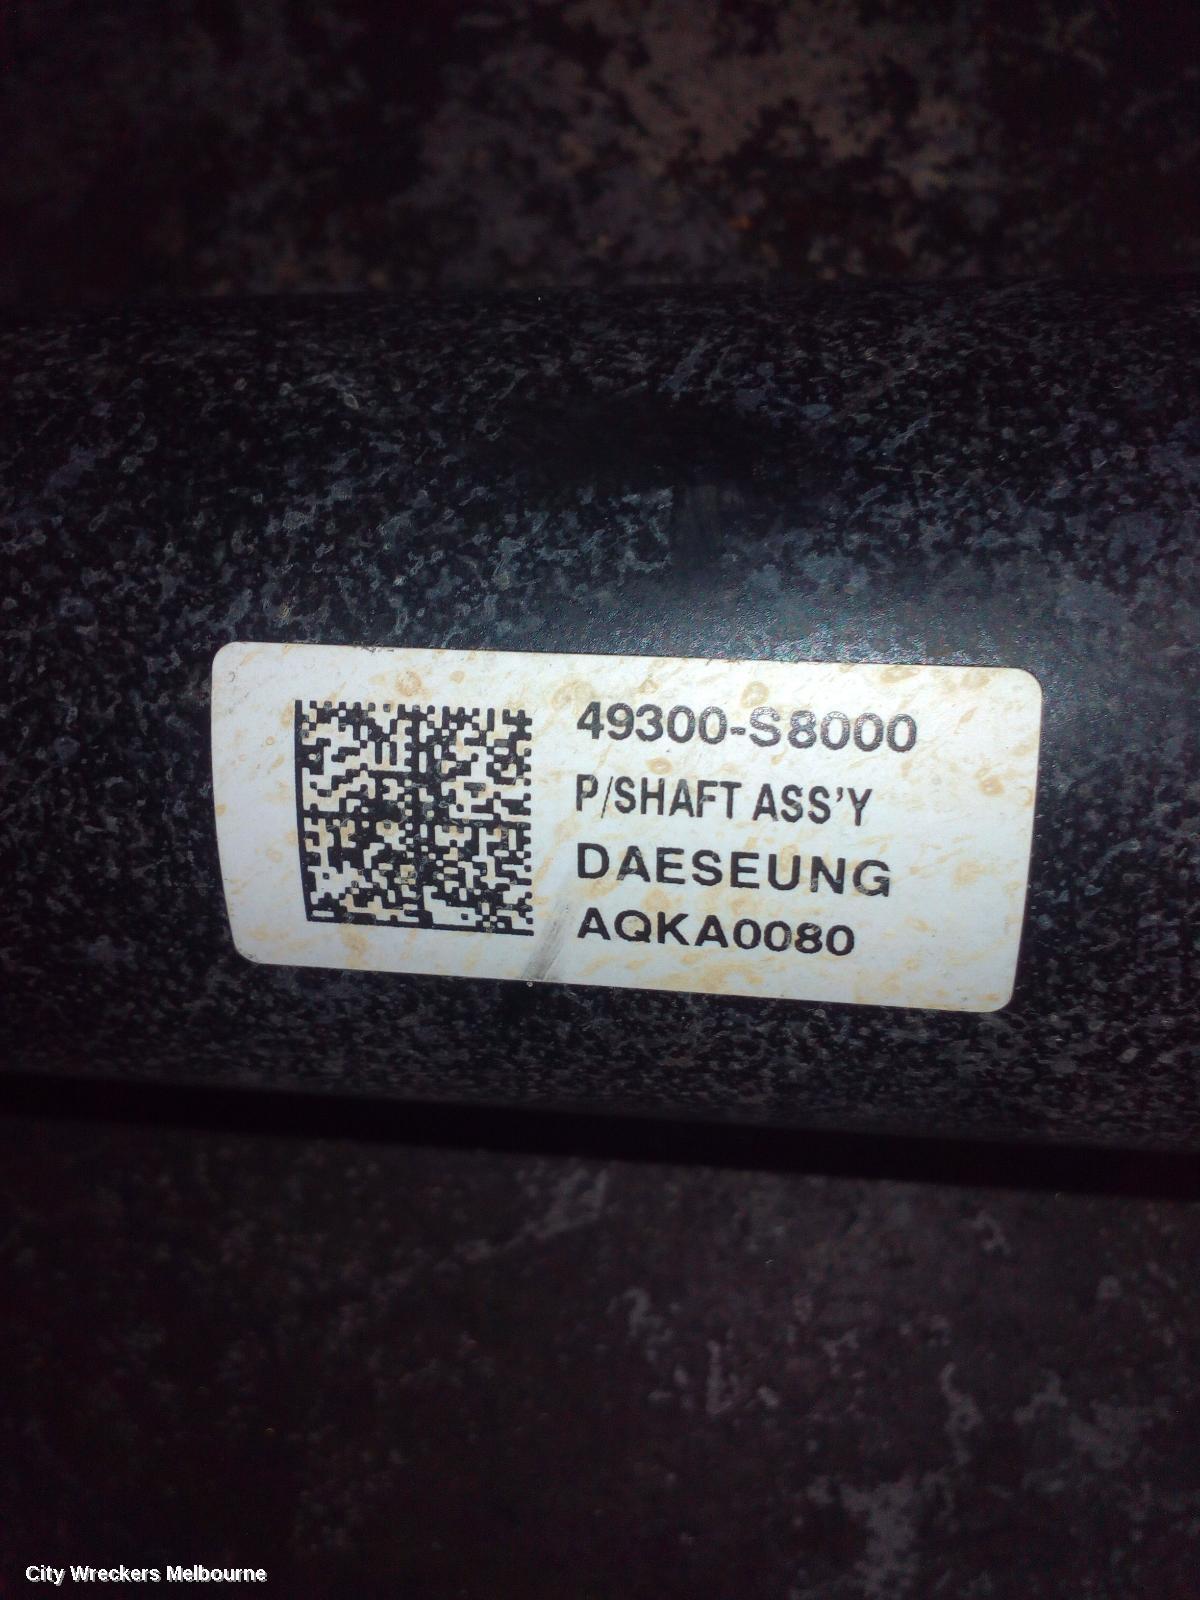 49300-S8000
P/SHAFT ASS'Y
DAESEUNG
AQKA0080
City Wreckers Melbourne